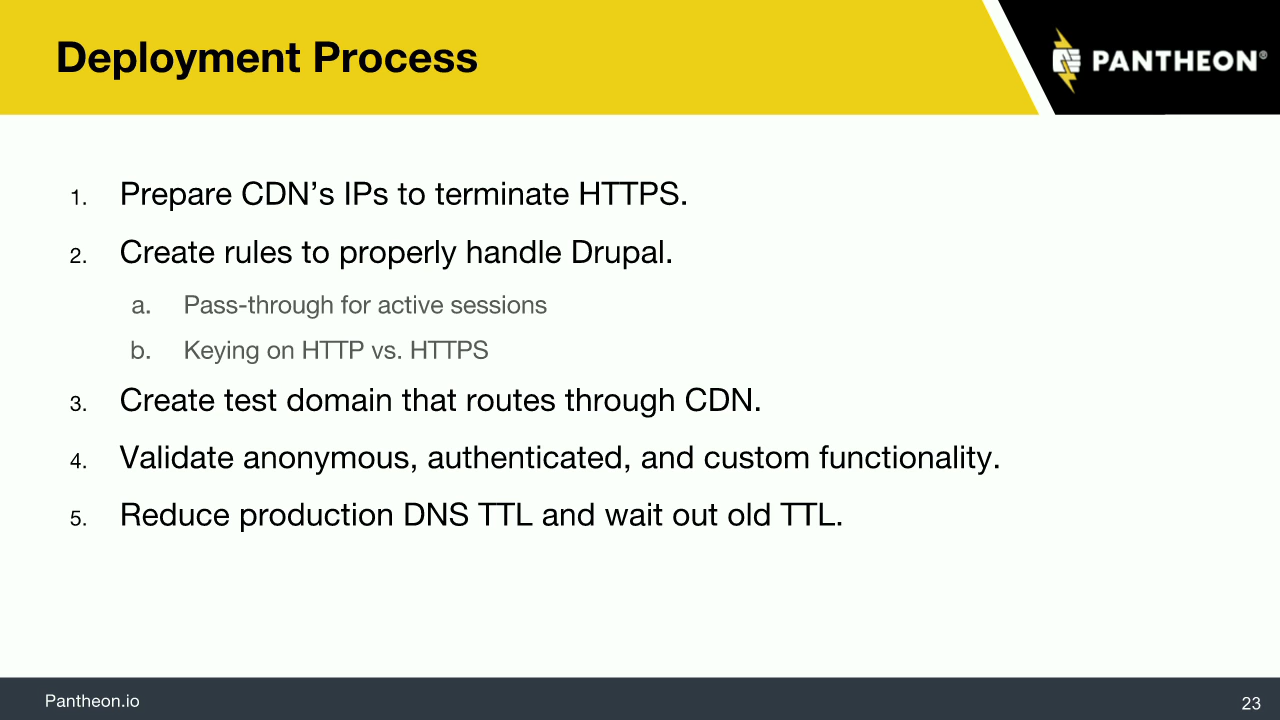 Deployment Process
PANTHEON®
1. Prepare CDN’s IPs to terminate HTTPS.
2. Create rules to properly handle Drupal.
a. Pass-through for active sessions
b. Keying on HTTP vs. HTTPS
3. Create test domain that routes through CDN.
4. Validate anonymous, authenticated, and custom functionality.
5. Reduce production DNS TTL and wait out old TTL.
Pantheon.io
23